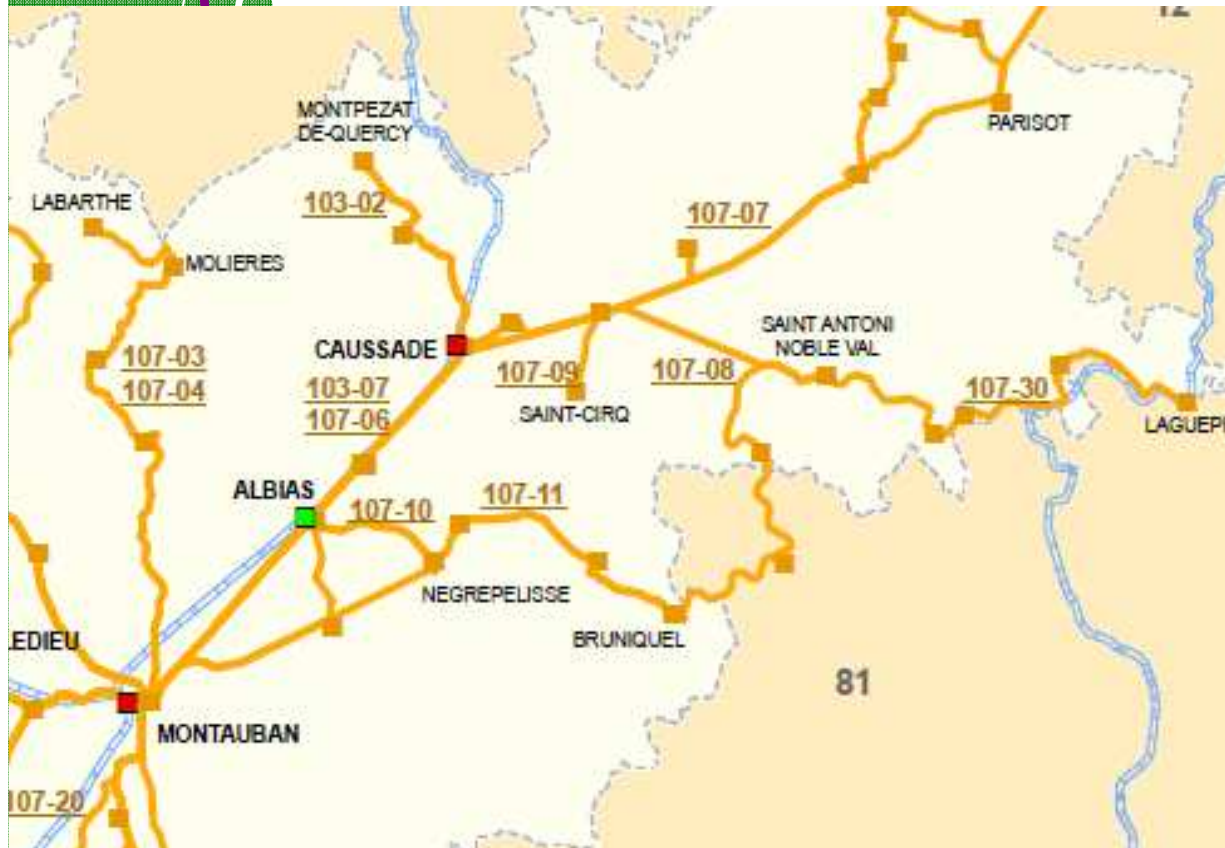 12
MONTPEZAT
DE-QUERCY
PARISOT
LABARTHE
103-02
107-07
MOLIERES
SAINT ANTONI
NOBLE VAL
CAUSSADE
107-03
107-04
103-07
107-06
107-09
107-08
107-30
SAINT-CIRQ
LAGUEPI
ALBIAS
107-10
107-11
NEGREPELISSE
LEDIEU
BRUNIQUEL
81
MONTAUBAN
107-20